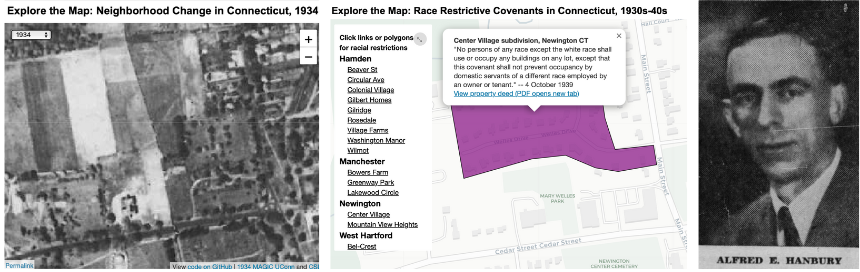 Explore the Map: Neighborhood Change in Connecticut, 1934
1934
+
−
Permalink
View code on GitHub | 1934 MAGIC UConn and CSL
Explore the Map: Race Restrictive Covenants in Connecticut, 1930s-40s
Click links or polygons
for racial restrictions
Hamden
Beaver St
Circular Ave
Colonial Village
Gilbert Homes
Gilridge
Rosedale
Village Farms
Washington Manor
Wilmot
Manchester
Bowers Farm
Greenway Park
Lakewood Circle
Newington
Center Village
Mountain View Heights
West Hartford
Bel-Crest
Center Village subdivision, Newington CT
"No persons of any race except the white race shall
use or occupy any buildings on any lot, except that
this covenant shall not prevent occupancy by
domestic servants of a different race employed by
an owner or tenant." -- 4 October 1939
View property deed (PDF opens new tab)
×
Main Street
Main Street
Main St
MARY WELLES
PARK
Cedar Street Cedar Street
NEWINGTON
CENTER CEMETERY
ALFRED E. HANBURY